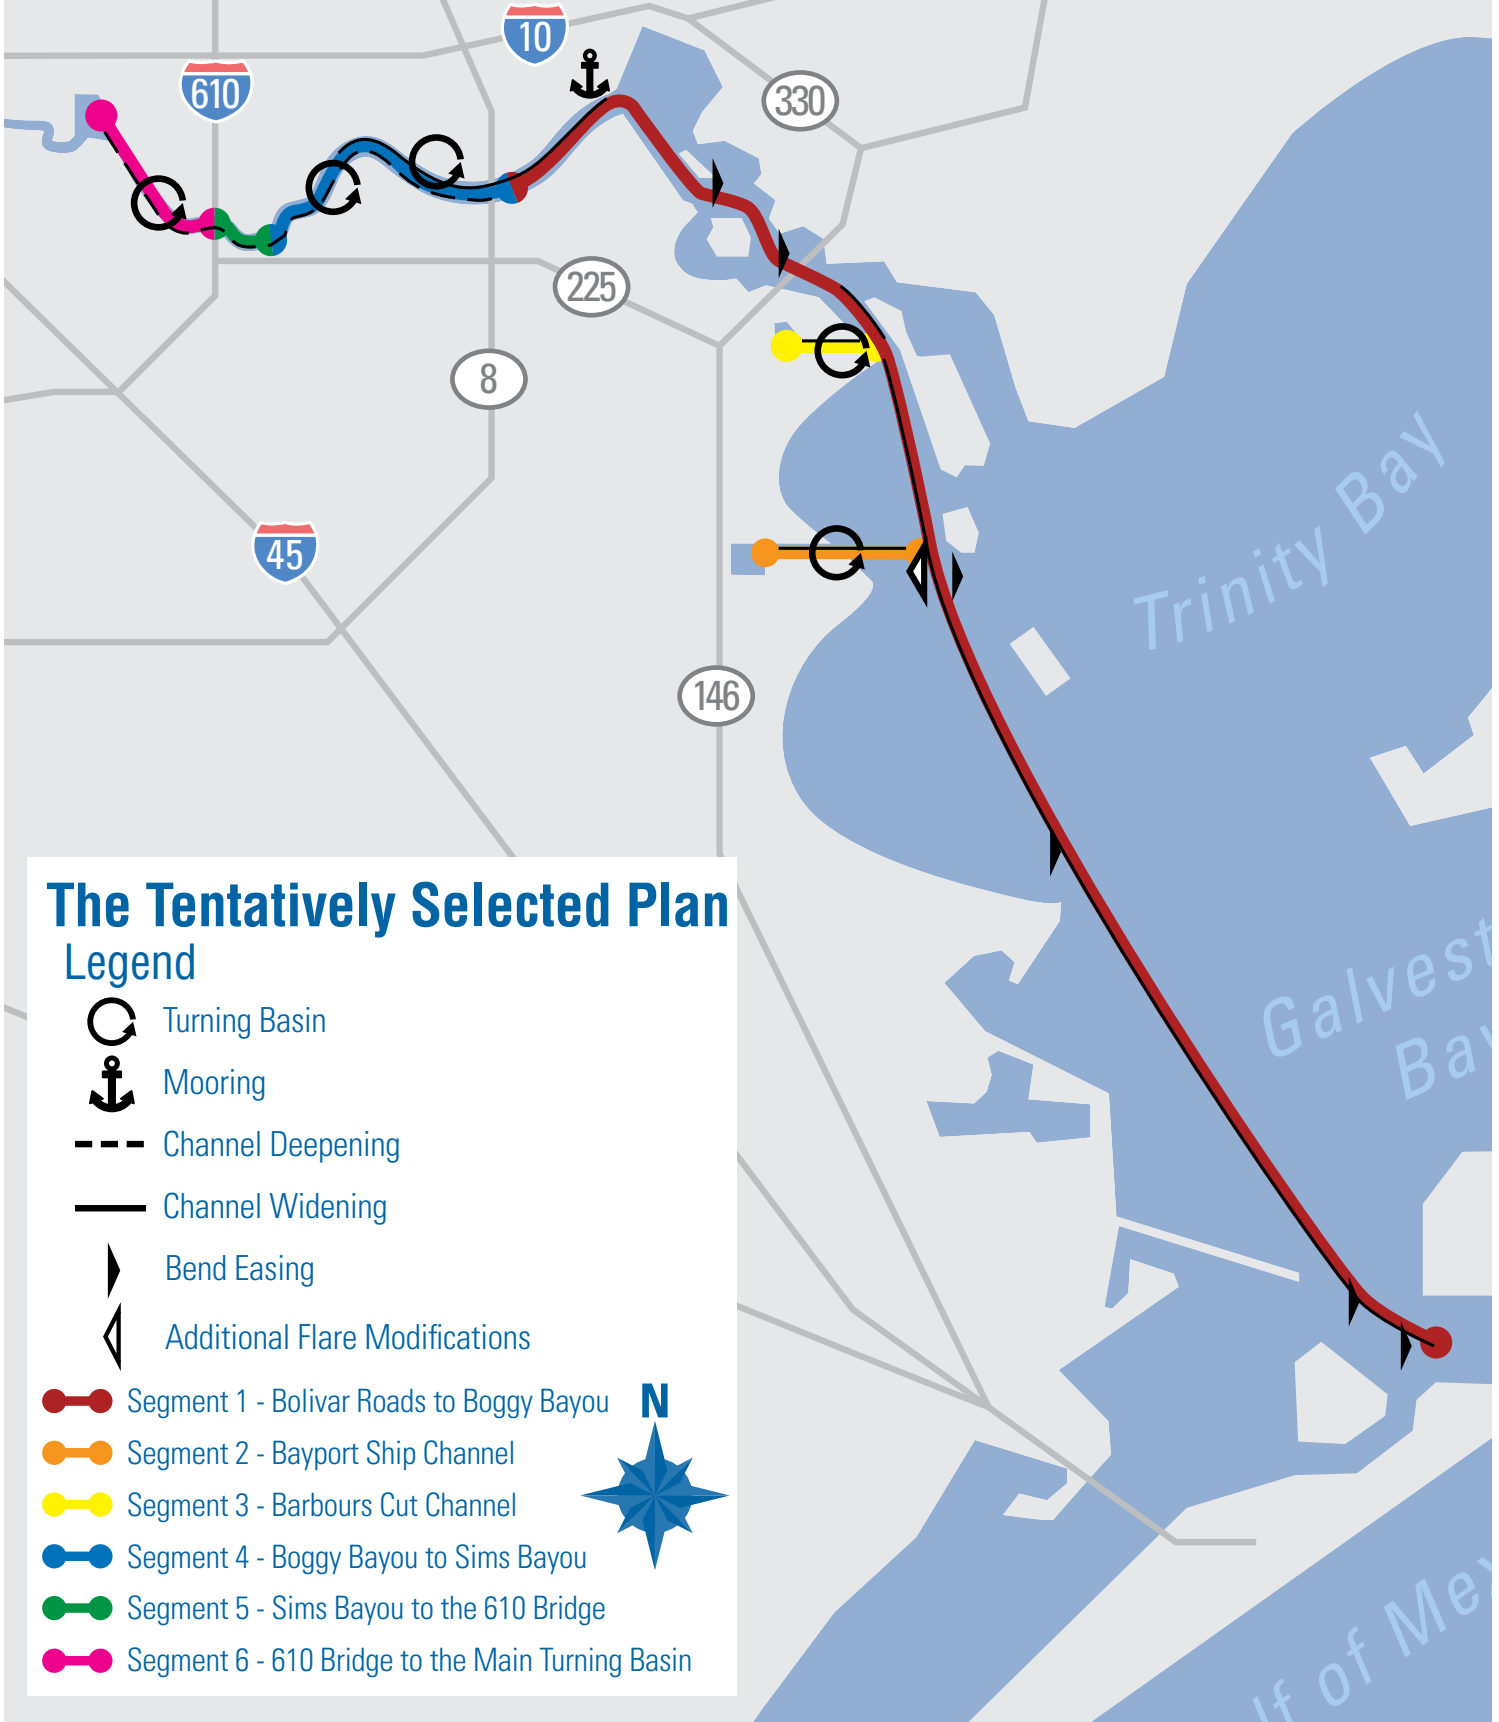 10
610
330
225
8
45
146
Trinity Bay
Galvest
Bay
lf of Mex
The Tentatively Selected Plan
Legend
Turning Basin
Mooring
Channel Deepening
Channel Widening
Bend Easing
Additional Flare Modifications
Segment 1 - Bolivar Roads to Boggy Bayou
N
Segment 2 - Bayport Ship Channel
Segment 3 - Barbours Cut Channel
Segment 4 - Boggy Bayou to Sims Bayou
Segment 5 - Sims Bayou to the 610 Bridge
Segment 6 - 610 Bridge to the Main Turning Basin